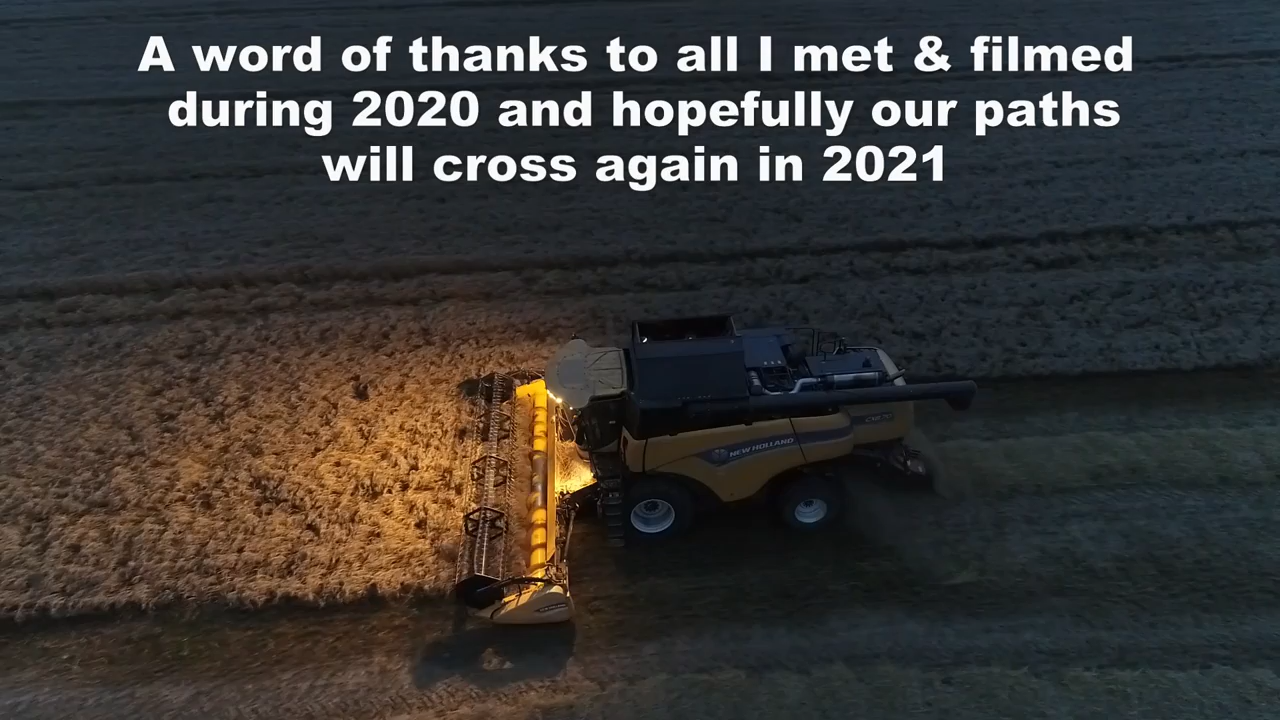 A word of thanks to all I met & filmed
during 2020 and hopefully our paths
will cross again in 2021
NEW HOLLAND